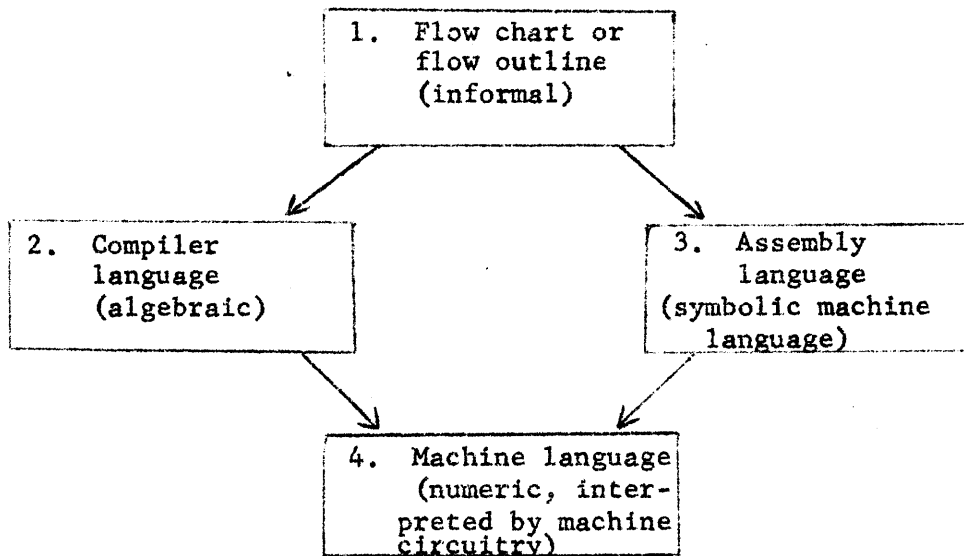 1. Flow chart or
flow outline
(informal)
2. Compiler
language
(algebraic)
3. Assembly
language
(symbolic machine
language)
4. Machine language
(numeric, inter-
preted by machine
circuitry)